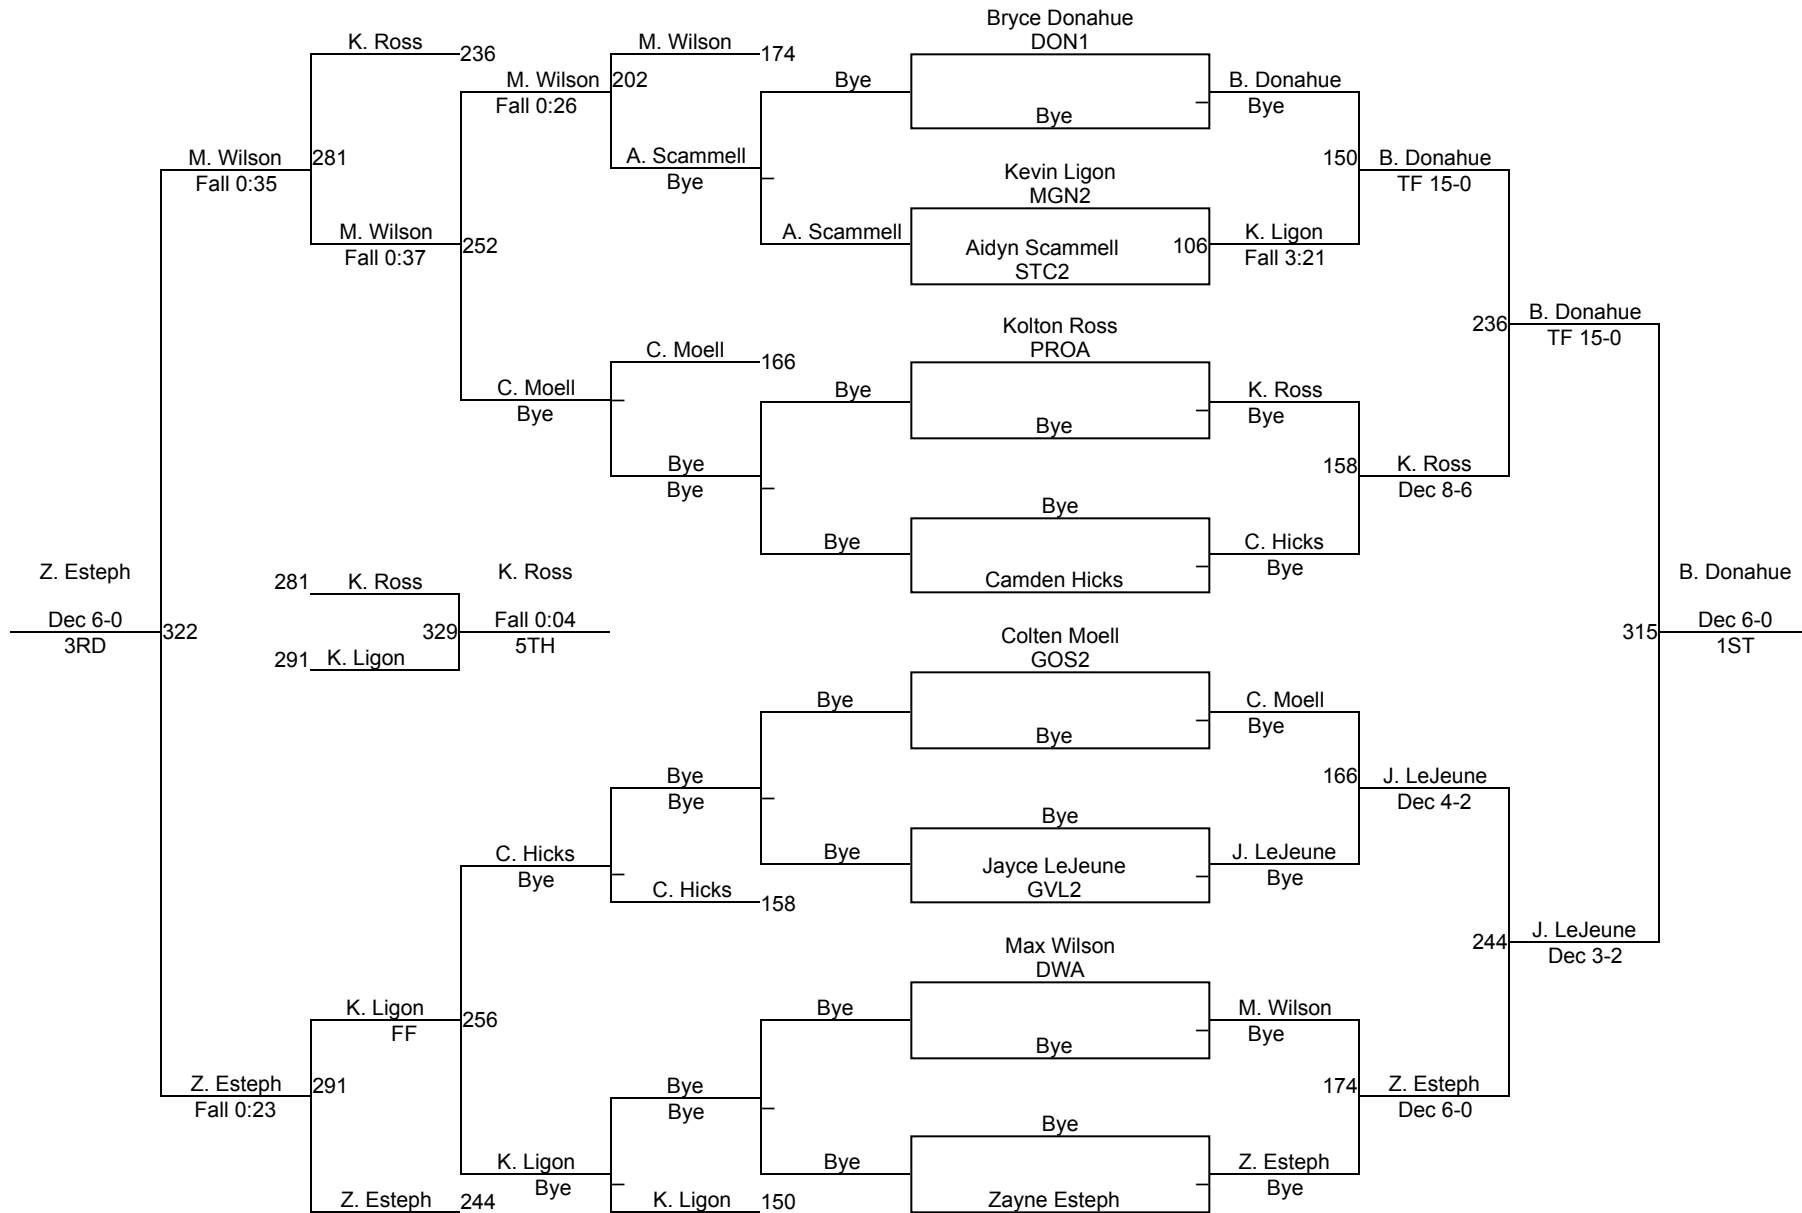 Bryce Donahue
DON1
K. Ross
236
M. Wilson
174
M. Wilson
202
Fall 0:26
Bye
B. Donahue
Bye
Bye
M. Wilson
281
Fall 0:35
A. Scammell
Bye
150
B. Donahue
TF 15-0
Kevin Ligon
MGN2
M. Wilson
252
Fall 0:37
A. Scammell
Aidyn Scammell
STC2
106
K. Ligon
Fall 3:21
Kolton Ross
PROA
236
B. Donahue
TF 15-0
C. Moell
166
C. Moell
Bye
Bye
Bye
K. Ross
Bye
Bye
Bye
158
K. Ross
Dec 8-6
Bye
Bye
Camden Hicks
C. Hicks
Bye
Z. Esteph
Dec 6-0
3RD
322
281
K. Ross
291
K. Ligon
329
K. Ross
Fall 0:04
5TH
B. Donahue
315
Dec 6-0
1ST
Colten Moell
GOS2
Bye
Bye
C. Moell
Bye
Bye
Bye
166
J. LeJeune
Dec 4-2
C. Hicks
Bye
Bye
Bye
Jayce LeJeune
GVL2
J. LeJeune
Bye
C. Hicks
158
244
J. LeJeune
Dec 3-2
Max Wilson
DWA
K. Ligon
256
FF
Bye
Bye
M. Wilson
Bye
Z. Esteph
291
Fall 0:23
Bye
Bye
174
Z. Esteph
Dec 6-0
K. Ligon
Bye
Bye
Bye
Zayne Esteph
Z. Esteph
Bye
Z. Esteph
244
K. Ligon
150